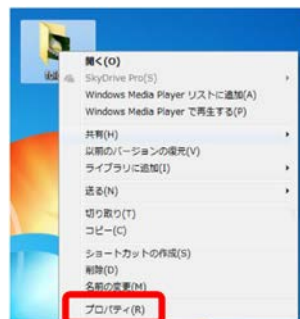 開く(O)
SkyDrive Pro(S)
Windows Media Player リストに追加(A)
Windows Media Player で再生する(P)
共有(H)
以前のバージョンの復元(V)
ライブラリに追加(I)
送る(N)
切り取り(T)
コピー(C)
ショートカットの作成(S)
削除(D)
名前の変更(M)
プロパティ(R)